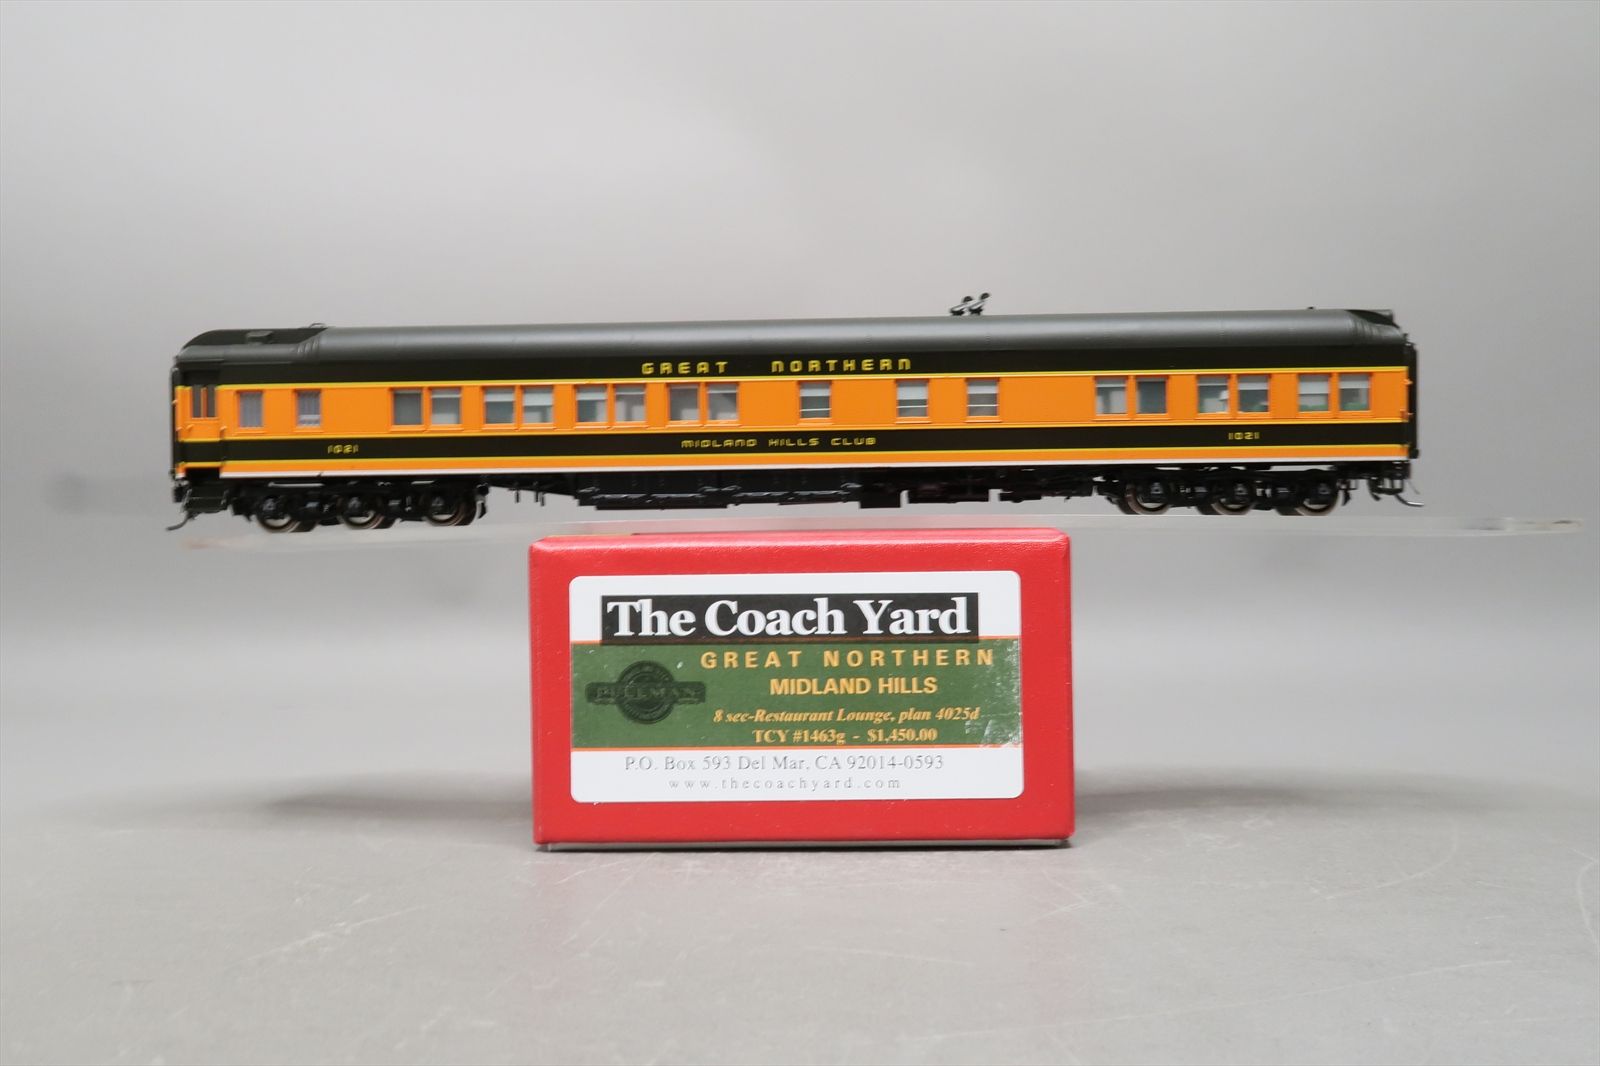 GREAT NORTHERN
1021 MIDLAND HILLS CLUB 1021
The Coach Yard
GREAT NORTHERN
PULLMAN
MIDLAND HILLS
8 sec-Restaurant Lounge, plan 4025d
TCY #1463g - $1,450.00
P.O. Box 593 Del Mar, CA 92014-0593
www.thecoachyard.com